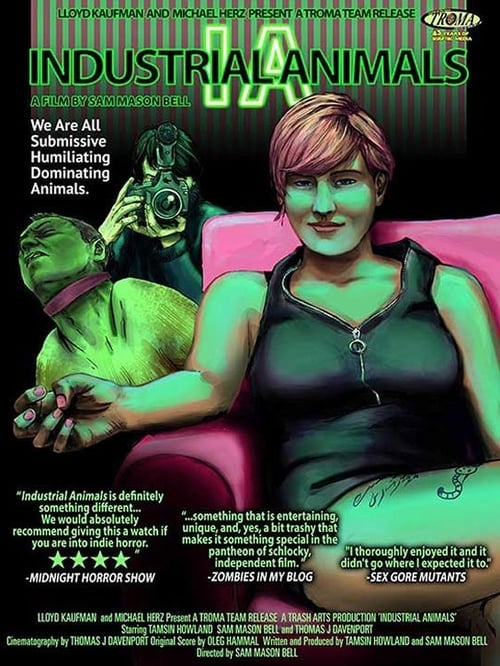 LLOYD KAUFMAN AND MICHAEL HERZ PRESENT A TROMA TEAM RELEASE
TROMA
YEARS OF
IA
INDUSTRIAL ANIMALS
A FILM BY SAM MASON BELL
We Are All
Submissive
Humiliating
Dominating
Animals.
"Industrial Animals is definitely
something different...
We would absolutely
recommend giving this a watch if
you are into indie horror.
★★★★"
-MIDNIGHT HORROR SHOW
"...something that is entertaining,
unique, and, yes, a bit trashy that
makes it something special in the
pantheon of schlocky,
independent film. "
-ZOMBIES IN MY BLOG
"I thoroughly enjoyed it and it
didn't go where I expected it to."
-SEX GORE MUTANTS
LLOYD KAUFMAN and MICHAEL HERZ Present A TROMA TEAM RELEASE A TRASH ARTS PRODUCTION 'INDUSTRIAL ANIMALS'
Starring TAMSIN HOWLAND SAM MASON BELL and THOMAS J DAVENPORT
Cinematography by THOMAS J DAVENPORT Original Score by OLEG HAMMAL Written and Produced by TAMSIN HOWLAND and SAM MASON BELL
Directed by SAM MASON BELL